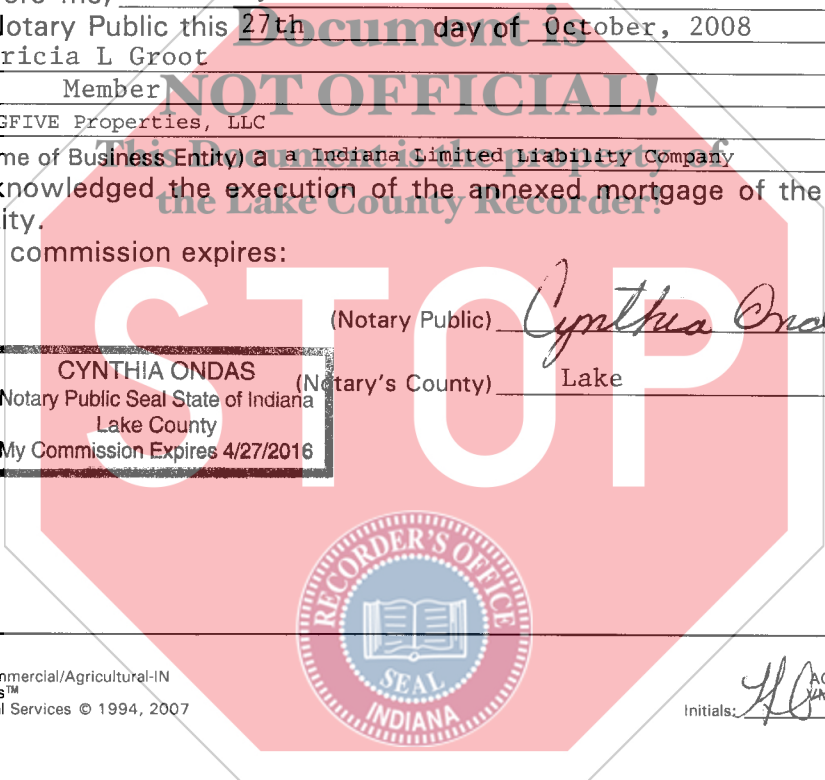 Notary Public this 27th day of October, 2008
ricia L Groot
Member
GFIVE Properties, LLC
me of Business Entity) a a Indiana Limited Liability Company
knowledged the execution of the annexed mortgage of the
ity.
commission expires:
Document is
NOT OFFICIAL!
This Document is the property of
the Lake County Recorder!
STOP
(Notary Public) Cynthia
CYNTHIA ONDAS
Notary Public Seal State of Indiana
Lake County
My Commission Expires 4/27/2016
(Notary's County) Lake
RECORDER'S OFFICE
SEAL
INDIANA
mmercial/Agricultural-IN
s™
l Services © 1994, 2007
Initials: